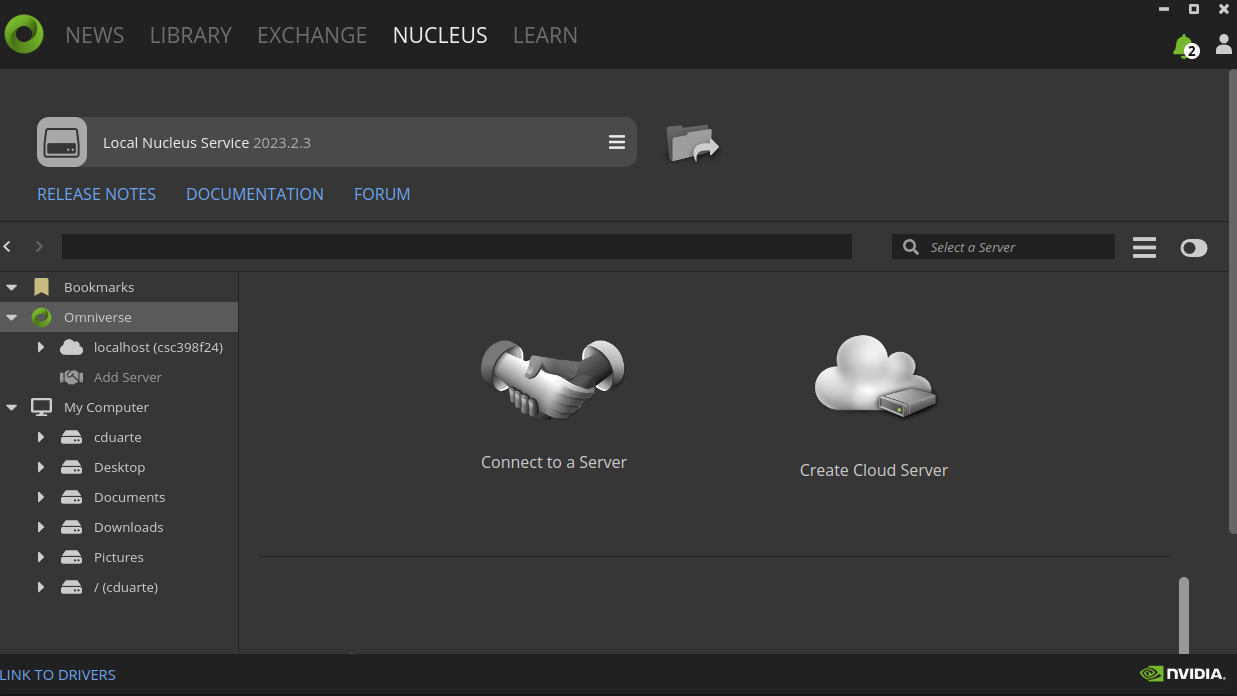 NEWS LIBRARY EXCHANGE NUCLEUS LEARN
2
Local Nucleus Service 2023.2.3
RELEASE NOTES DOCUMENTATION FORUM
Select a Server
Bookmarks
Omniverse
localhost (csc398f24)
Add Server
My Computer
cduarte
Desktop
Documents
Downloads
Pictures
/ (cduarte)
Connect to a Server
Create Cloud Server
LINK TO DRIVERS
NVIDIA.